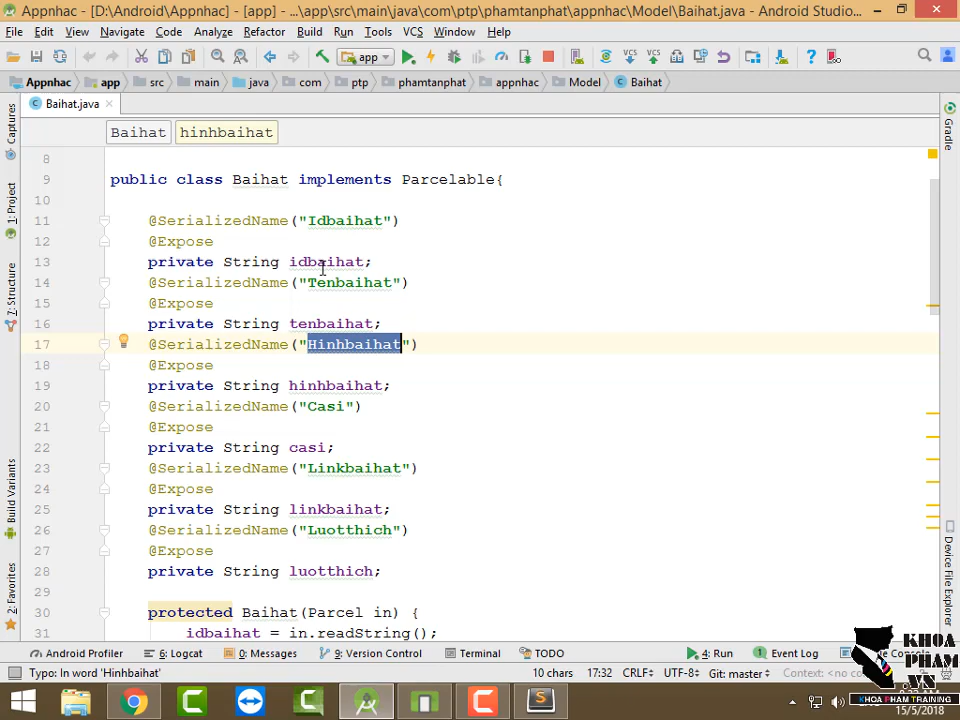 Appnhac - [D:\Android\Appnhac] - [app] - ...\app\src\main\java\com\ptp\phamtanphat\appnhac\Model\Baihat.java - Android Studio...
File Edit View Navigate Code Analyze Refactor Build Run Tools VCS Window Help
app
VCS VCS
Appnhac app src main java com ptp phamtanphat appnhac Model Baihat
Baihat.java
Baihat hinhbaihat
8
9 public class Baihat implements Parcelable{
10
11 @SerializedName("Idbaihat")
12 @Expose
13 private String idbaihat;
14 @SerializedName("Tenbaihat")
15 @Expose
16 private String tenbaihat;
17 @SerializedName("Hinhbaihat")
18 @Expose
19 private String hinhbaihat;
20 @SerializedName("Casi")
21 @Expose
22 private String casi;
23 @SerializedName("Linkbaihat")
24 @Expose
25 private String linkbaihat;
26 @SerializedName("Luotthich")
27 @Expose
28 private String luotthich;
29
30 protected Baihat(Parcel in) {
31 idbaihat = in.readString();
Captures
1: Project
7: Structure
Build Variants
2: Favorites
Gradle
Device File Explorer
Android Profiler 6: Logcat 0: Messages 9: Version Control Terminal TODO 4: Run Event Log
Typo: In word 'Hinhbaihat' 10 chars 17:32 CRLF÷ UTF-8÷ Git: master÷ Context:
KHOA
PHAM
.VN
KHOA PHAM TRAINING
15/5/2018